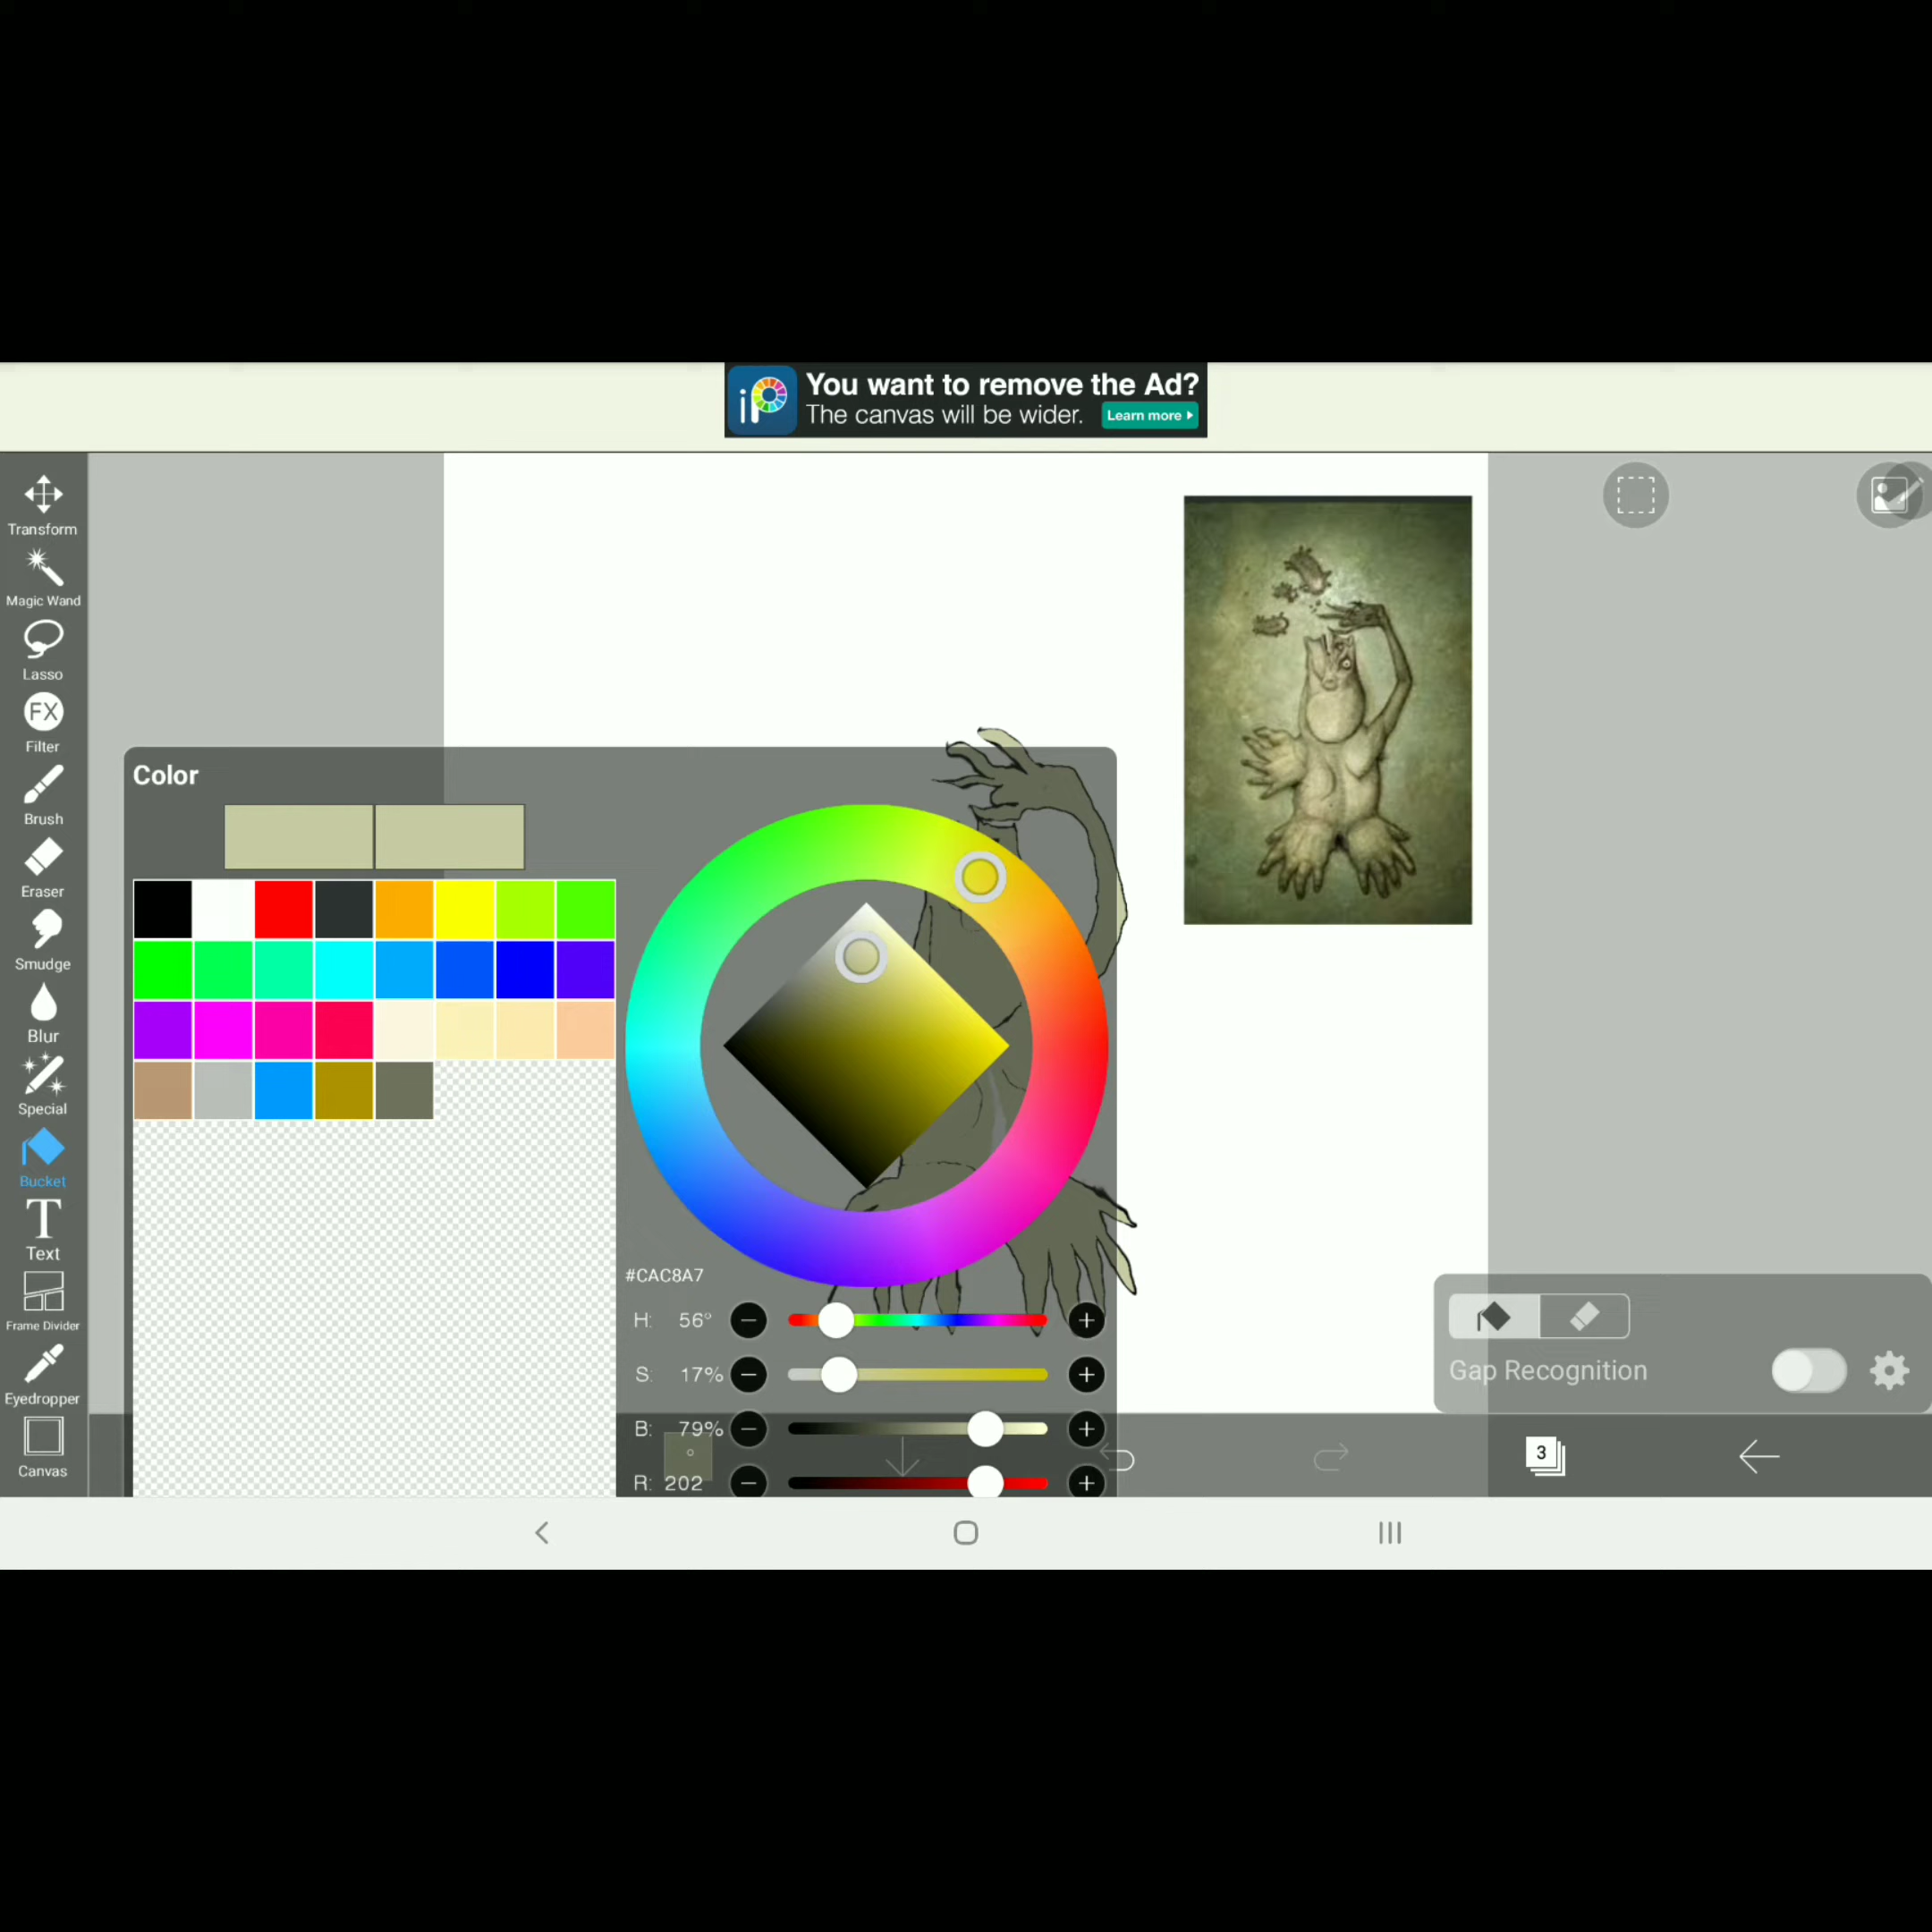 iP
You want to remove the Ad?
The canvas will be wider.
Learn more
Transform
Magic Wand
Lasso
FX
Filter
Brush
Eraser
Smudge
Blur
Special
Bucket
T
Text
Frame Divider
Eyedropper
Canvas
Color
#CAC8A7
H: 56°
S: 17%
B: 79%
R: 202
Gap Recognition
3